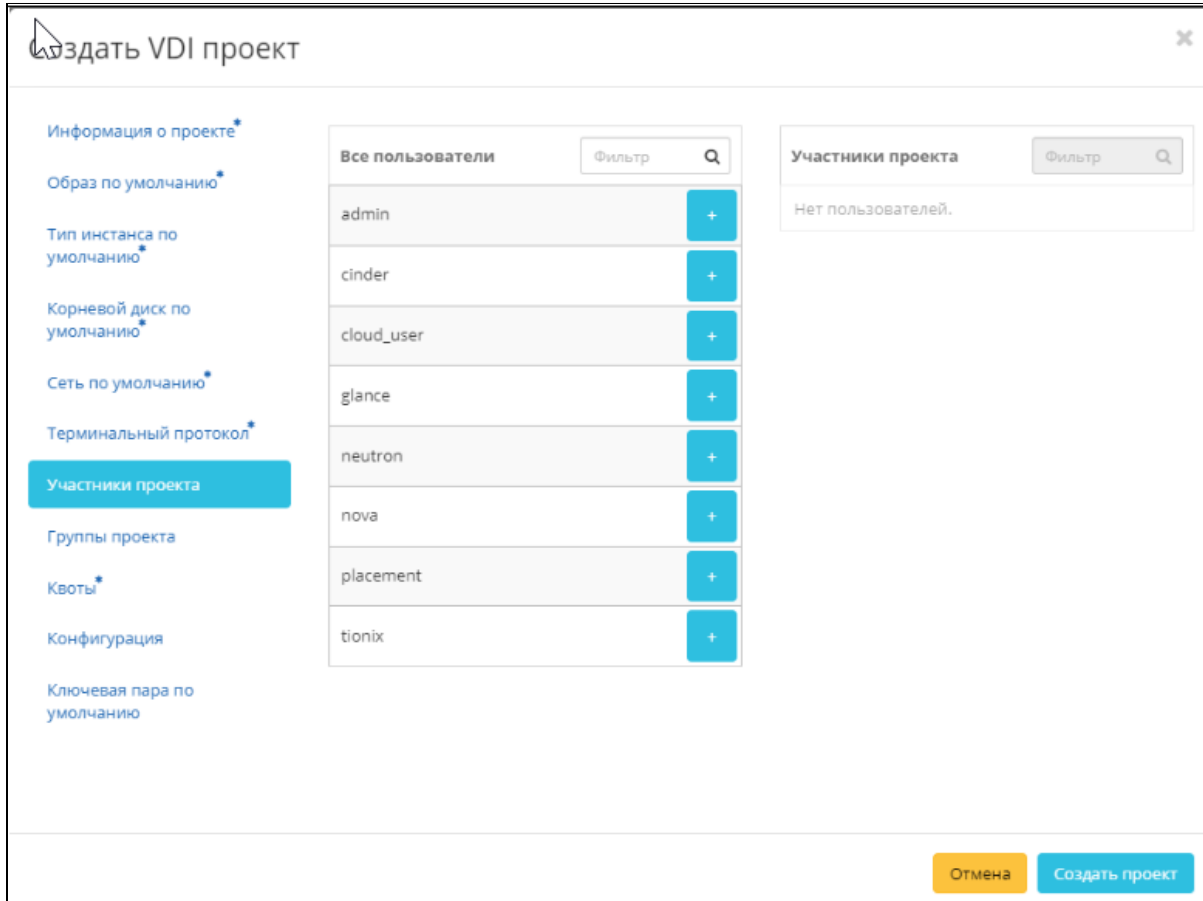 Создать VDI проект
×
Информация о проекте*
Образ по умолчанию*
Тип инстанса по
умолчанию*
Корневой диск по
умолчанию*
Сеть по умолчанию*
Терминальный протокол*
Участники проекта
Группы проекта
Квоты*
Конфигурация
Ключевая пара по
умолчанию
Все пользователи Фильтр
admin +
cinder +
cloud_user +
glance +
neutron +
nova +
placement +
tionix +
Участники проекта Фильтр
Нет пользователей.
Отмена Создать проект